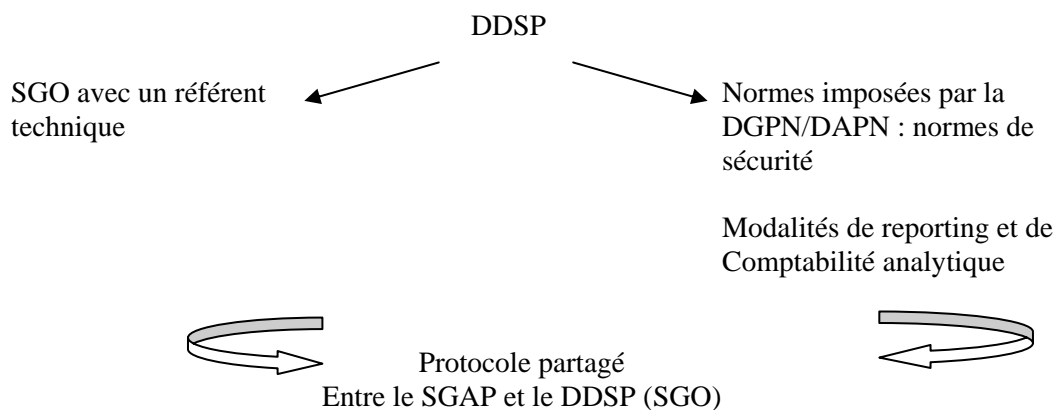 DDSP
SGO avec un référent
technique
Normes imposées par la
DGPN/DAPN : normes de
sécurité
Modalités de reporting et de
Comptabilité analytique
Protocole partagé
Entre le SGAP et le DDSP (SGO)